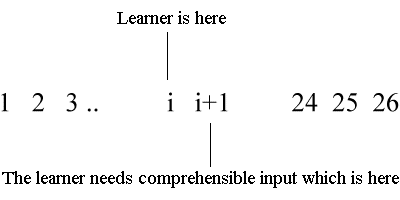 Learner is here
1 2 3 .. i i+1 24 25 26
The learner needs comprehensible input which is here